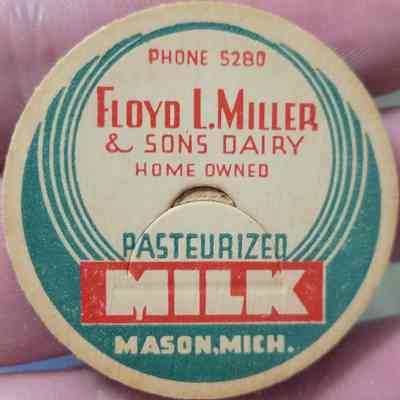 PHONE 5280
FLOYD L. MILLER
& SONS DAIRY
HOME OWNED
PASTEURIZED
MILK
MASON, MICH.